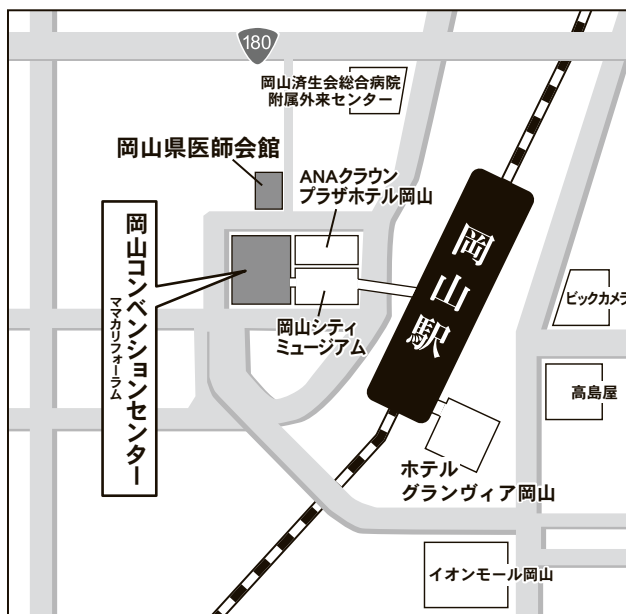 180
岡山済生会総合病院
附属外来センター
岡山県医師会館
ANAクラウン
プラザホテル岡山
岡山コンベンションセンター
ママカリフォーラム
岡山駅
岡山シティ
ミュージアム
ビックカメラ
高島屋
ホテル
グランヴィア岡山
イオンモール岡山